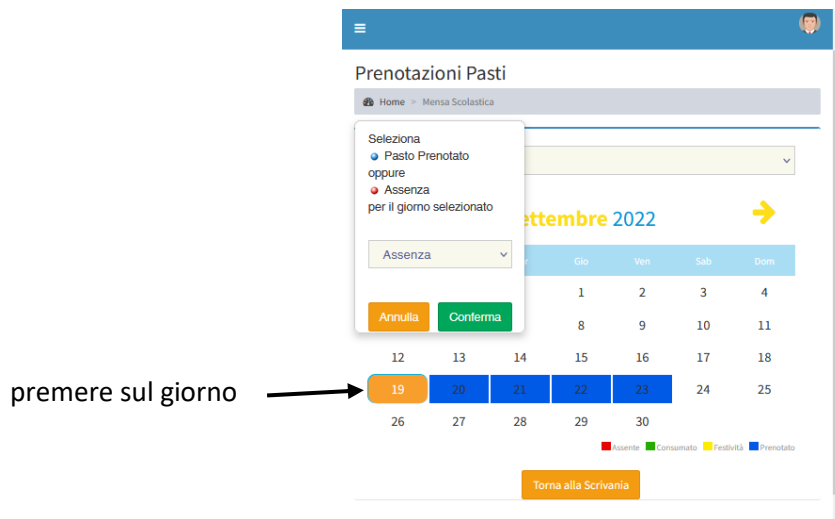 Prenotazioni Pasti
Home > Mensa Scolastica
Seleziona
Pasto Prenotato
oppure
Assenza
per il giorno selezionato
Assenza
Annulla Conferma
ettembre 2022
Gio Ven Sab Dom
1 2 3 4
8 9 10 11
12 13 14 15 16 17 18
premere sul giorno
19 20 21 22 23 24 25
26 27 28 29 30
Assente Consumato Festività Prenotato
Torna alla Scrivania